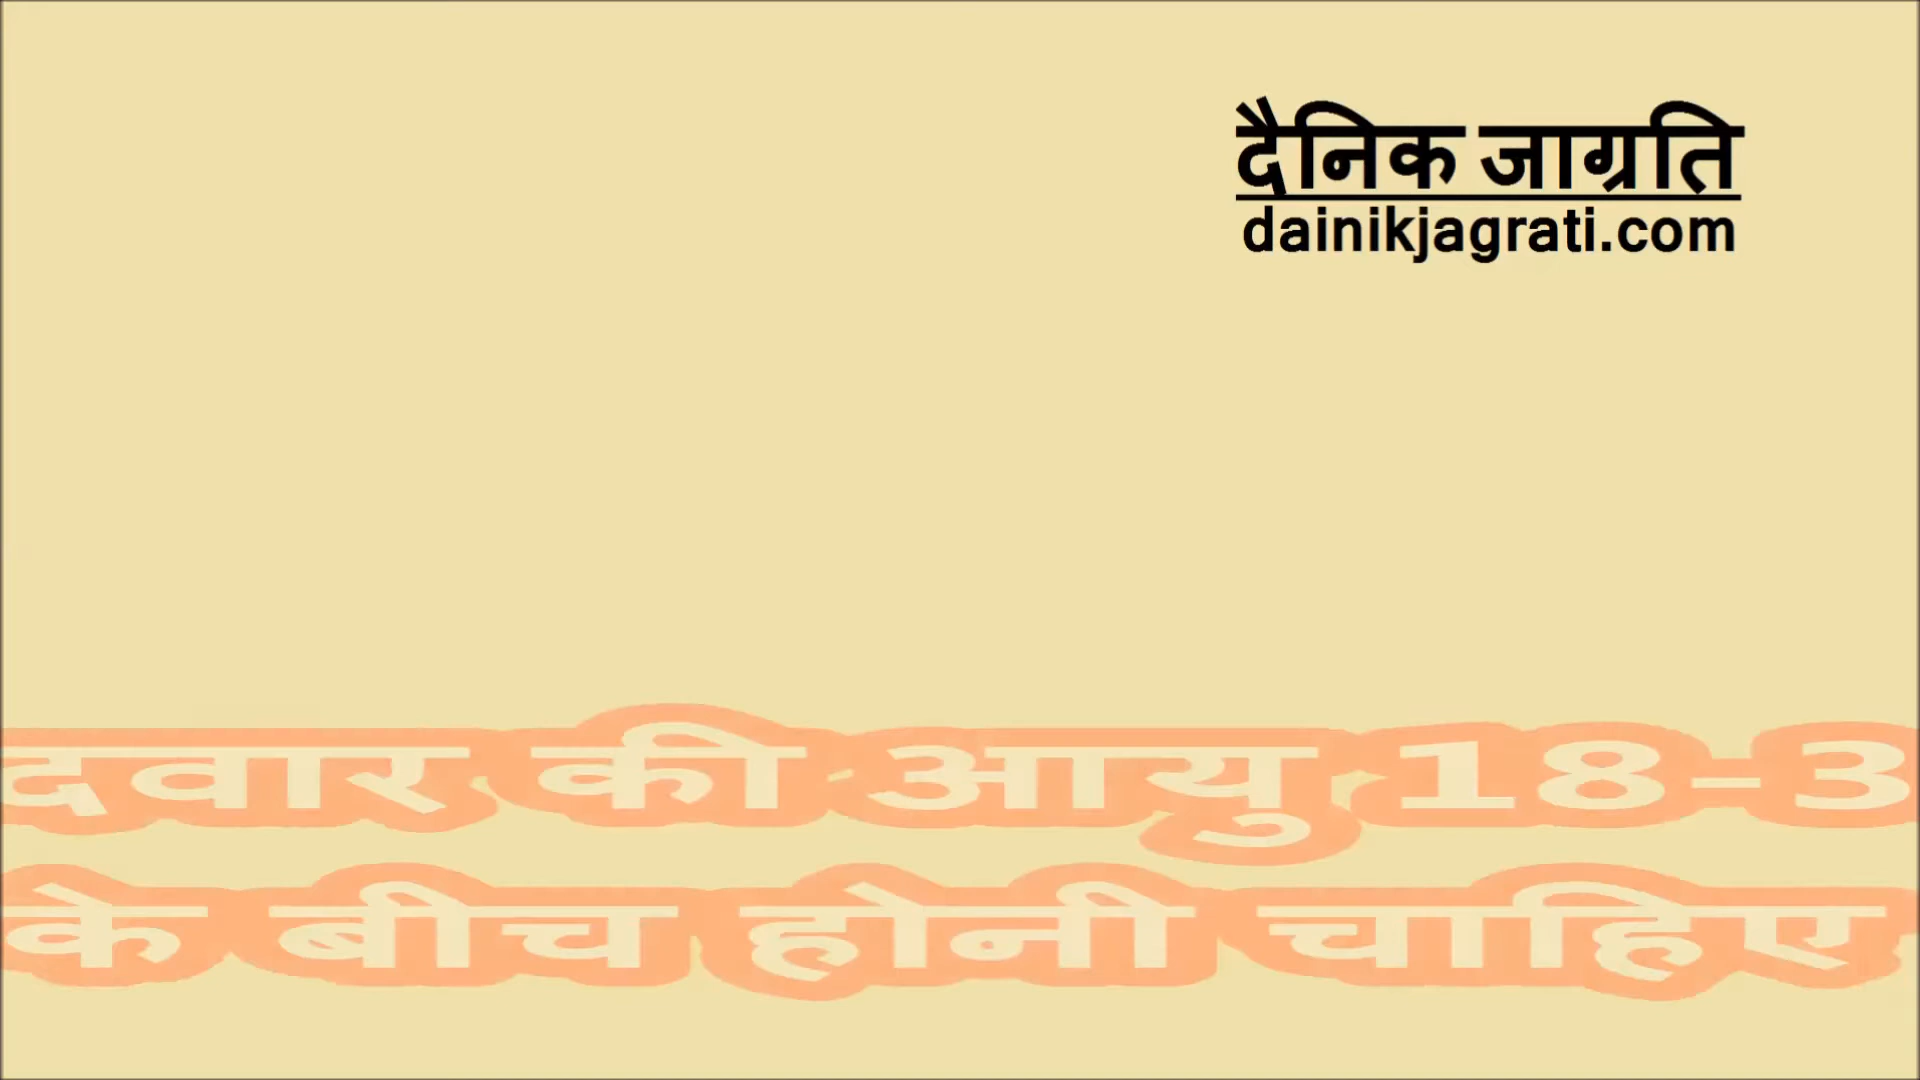 दैनिक जाग्रति
dainikjagrati.com
दवार की आयु 18-3
के बीच होनी चाहिए